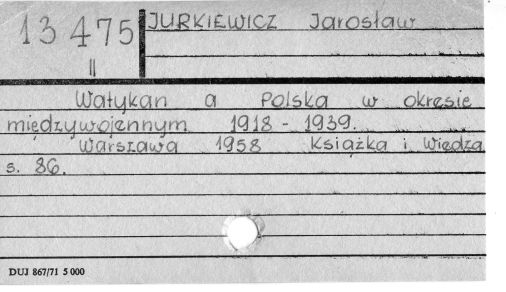 13 475
II
JURKIEWICZ Jarosław
Watykan a Polska w okresie
międzywojennym 1918 - 1939.
Warszawa 1958 Książka i Wiedza
s. 86.
DUJ 867/71 5 000